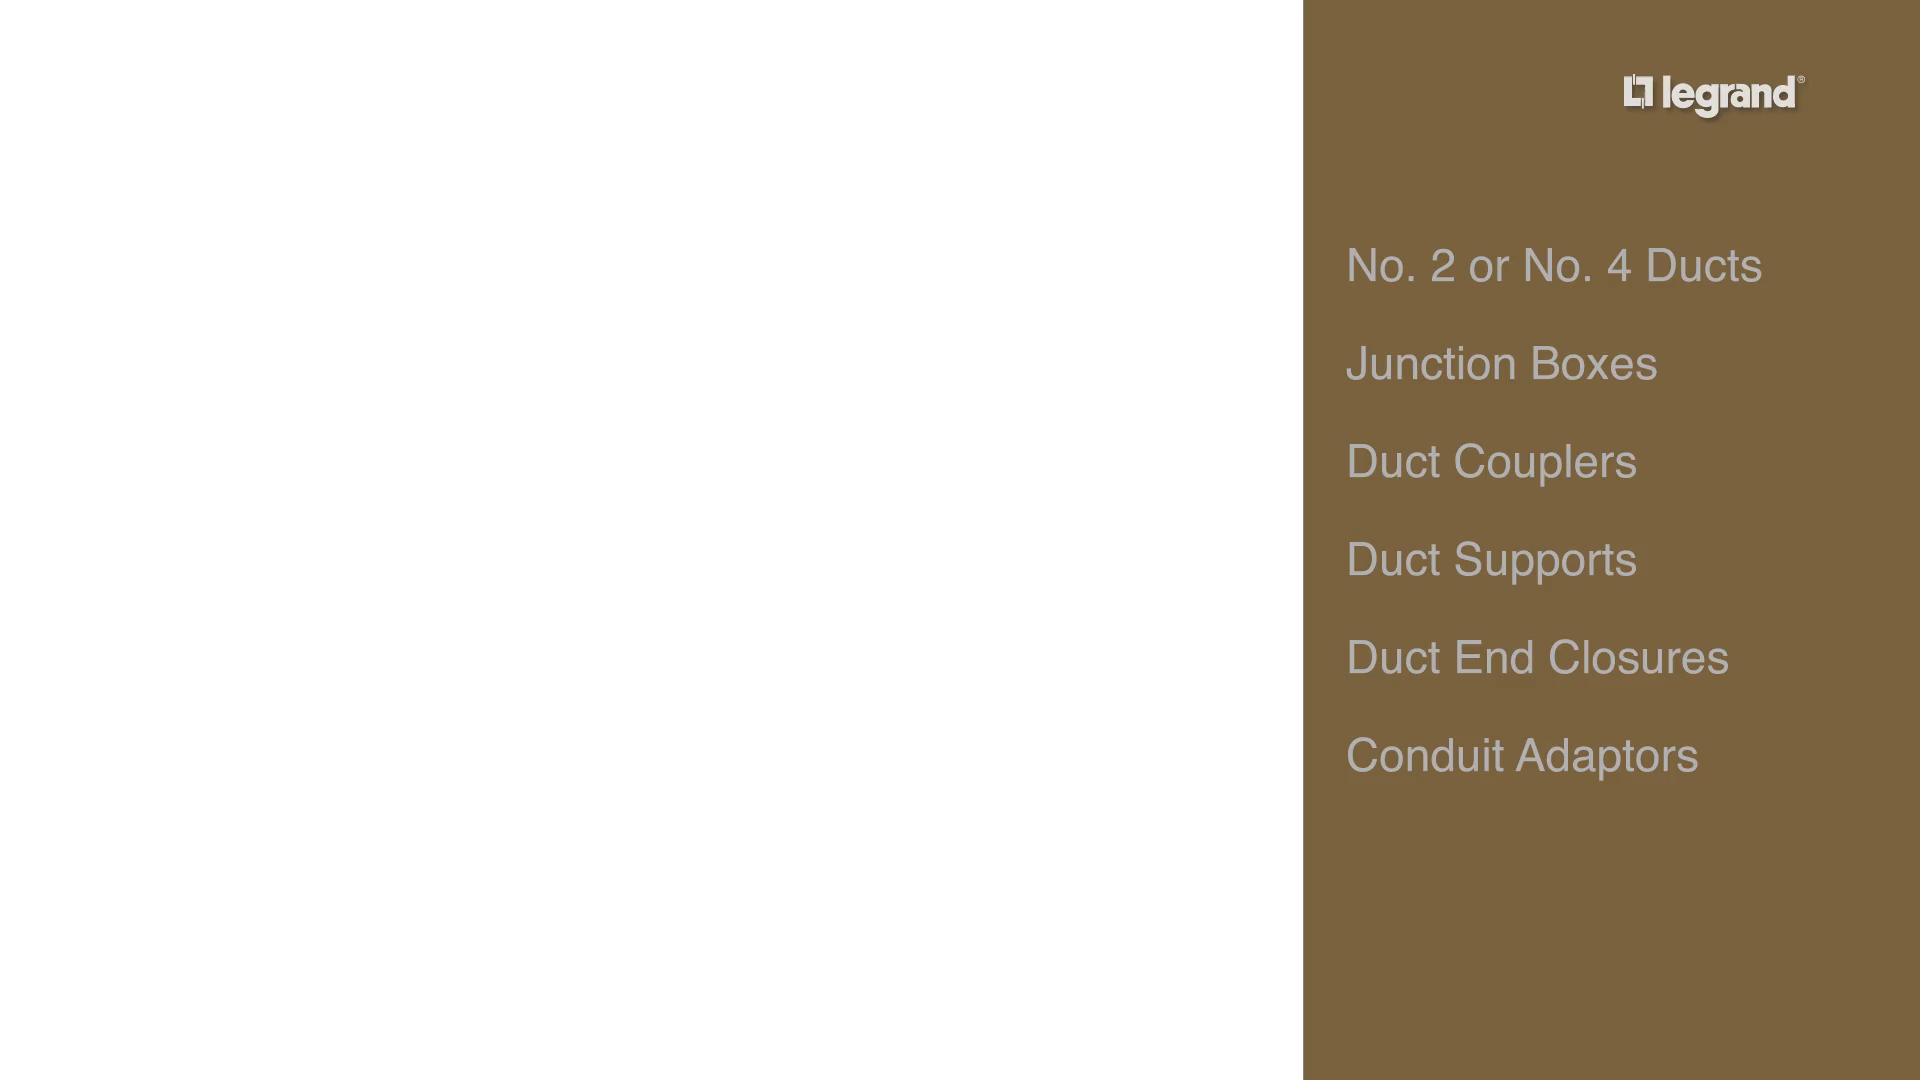 legrand®
No. 2 or No. 4 Ducts
Junction Boxes
Duct Couplers
Duct Supports
Duct End Closures
Conduit Adaptors